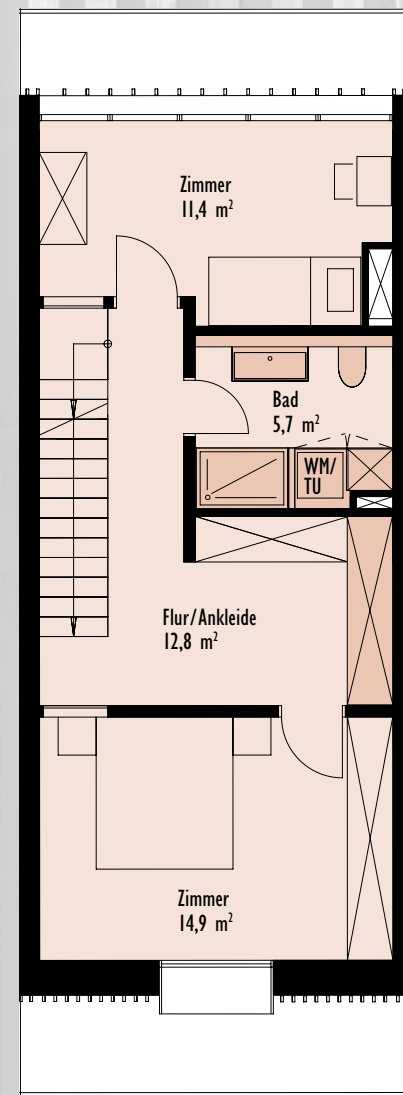 Zimmer
11,4 m²
Bad
5,7 m²
WM/
TU
Flur/Ankleide
12,8 m²
Zimmer
14,9 m²